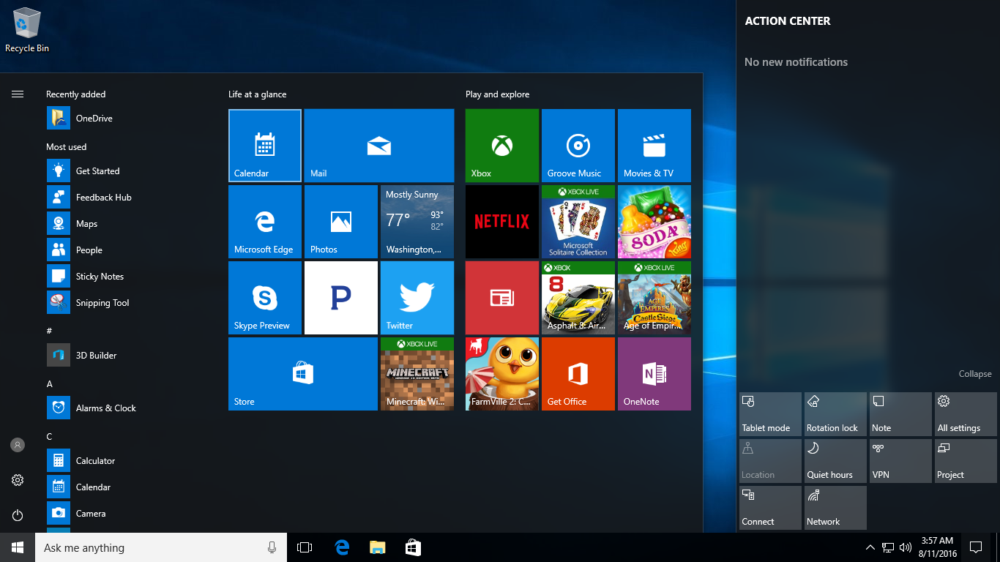 Recycle Bin
Recently added
OneDrive
Most used
Get Started
Feedback Hub
Maps
People
Sticky Notes
Snipping Tool
#
3D Builder
A
Alarms & Clock
C
Calculator
Calendar
Camera
Life at a glance
Calendar
Mail
Microsoft Edge
Photos
Mostly Sunny
77° 93°
82°
Washington,...
Skype Preview
P
Twitter
Store
XBOX LIVE
MINECRAFT
WINDOWS 10 EDITION BETA
Minecraft: Wi...
Play and explore
Xbox
Groove Music
Movies & TV
NETFLIX
XBOX LIVE
Microsoft
Solitaire Collection
SODA
King
XBOX
8
Asphalt 8: Air...
XBOX LIVE
AGE OF
EMPIRES
Castle Siege
Age of Empir...
FarmVille 2: C...
Get Office
N
OneNote
ACTION CENTER
No new notifications
Collapse
Tablet mode
Rotation lock
Note
All settings
Location
Quiet hours
VPN
Project
Connect
Network
Ask me anything
3:57 AM
8/11/2016